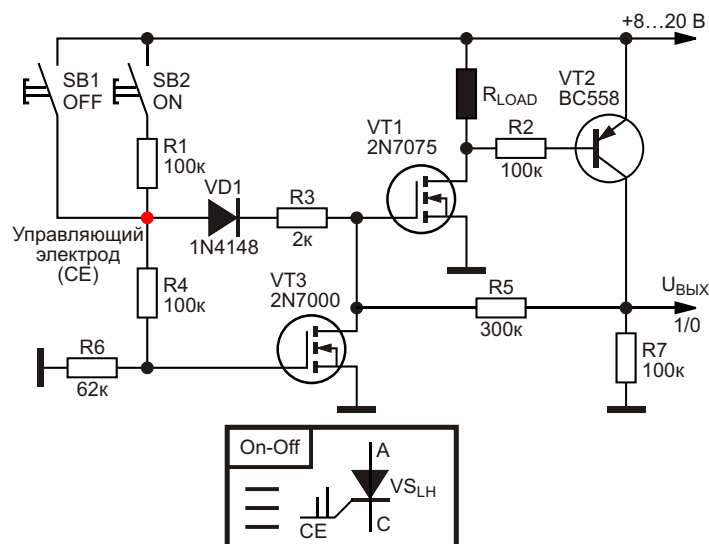 +8...20 В
SB1
OFF
SB2
ON
R1
100к
VD1
1N4148
R3
2к
VT1
2N7075
RLOAD
R2
100к
VT2
BC558
Управляющий
электрод
(CE)
R4
100к
VT3
2N7000
R5
300к
UВЫХ
1/0
R6
62к
R7
100к
On-Off
A
VSLH
CE
C